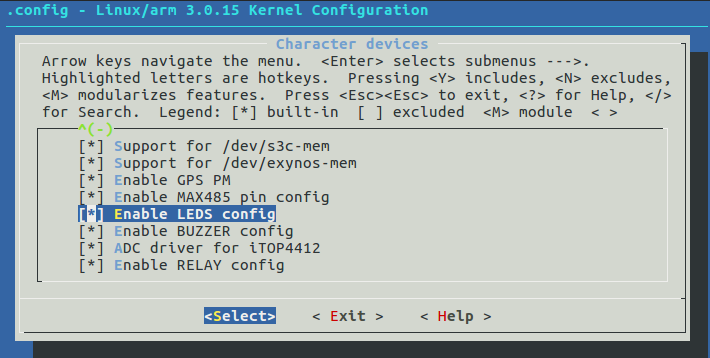 .config - Linux/arm 3.0.15 Kernel Configuration
Character devices
Arrow keys navigate the menu.  <Enter> selects submenus --->.
Highlighted letters are hotkeys.  Pressing <Y> includes, <N> excludes,
<M> modularizes features.  Press <Esc><Esc> to exit, <?> for Help, </>
for Search.  Legend: [*] built-in  [ ] excluded  <M> module  < >
^(-)
[*] Support for /dev/s3c-mem
[*] Support for /dev/exynos-mem
[*] Enable GPS PM
[*] Enable MAX485 pin config
[*] Enable LEDS config
[*] Enable BUZZER config
[*] ADC driver for iTOP4412
[*] Enable RELAY config
<Select>    < Exit >    < Help >